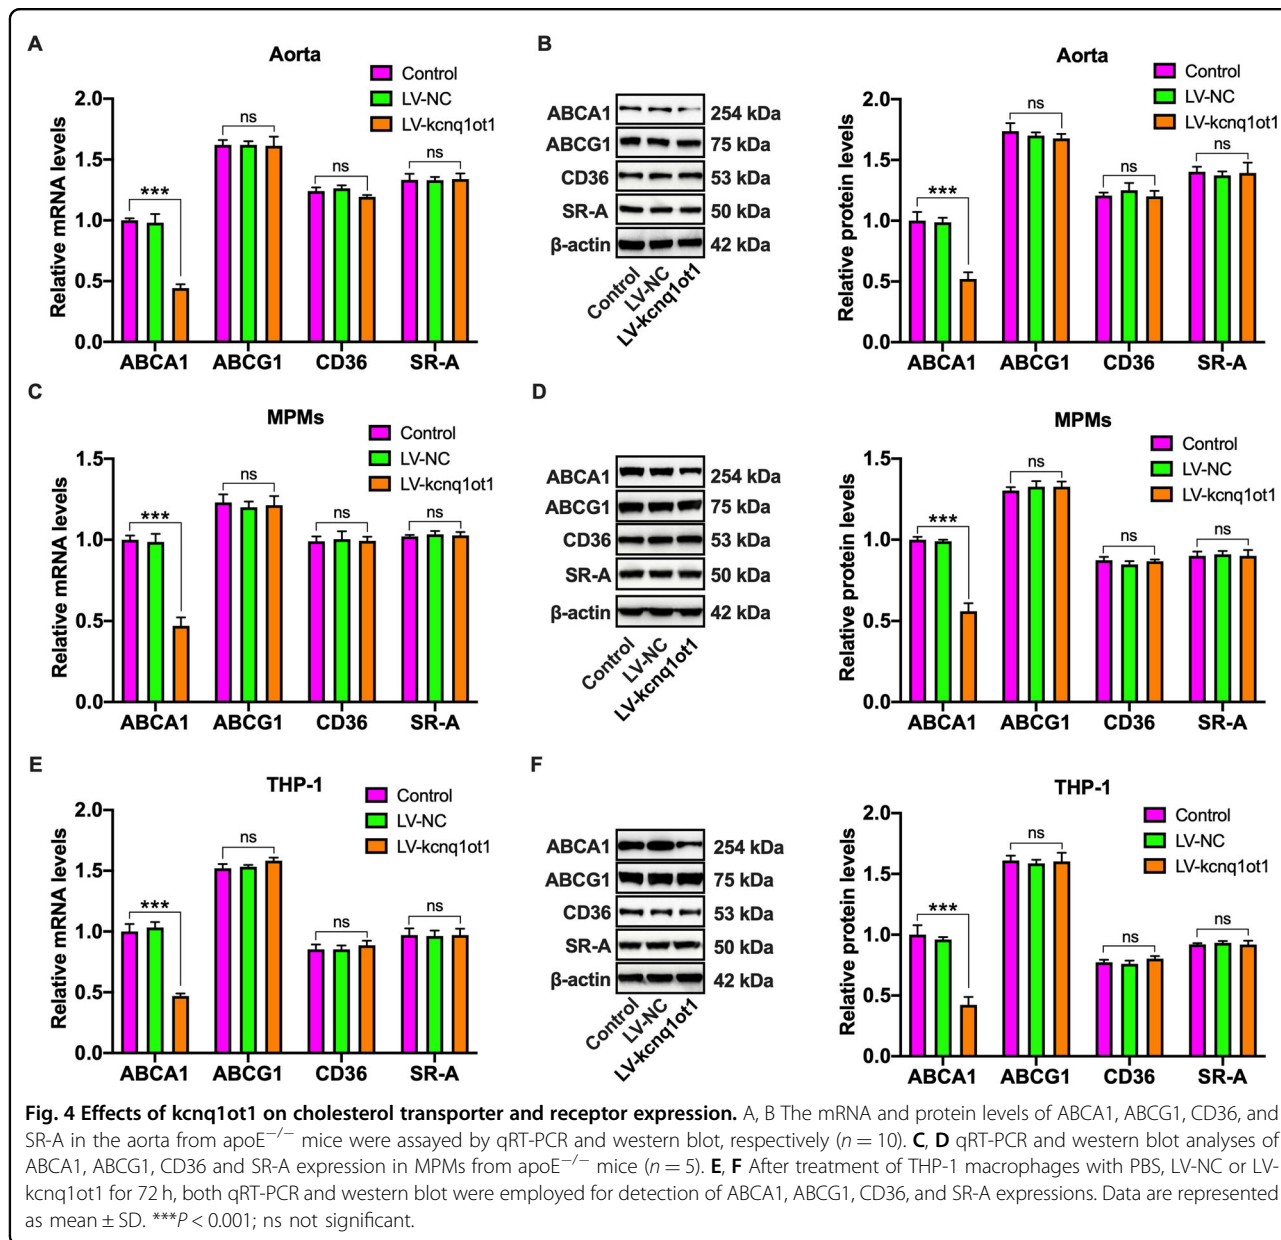 A
Aorta
Control
LV-NC
LV-kcnq1ot1
Relative mRNA levels
2.0
1.5
1.0
0.5
0.0
***
ns
ns
ns
ABCA1 ABCG1 CD36 SR-A
B
ABCA1 254 kDa
ABCG1 75 kDa
CD36 53 kDa
SR-A 50 kDa
β-actin 42 kDa
Control
LV-NC
LV-kcnq1ot1
Aorta
Control
LV-NC
LV-kcnq1ot1
Relative protein levels
2.0
1.5
1.0
0.5
0.0
***
ns
ns
ns
ABCA1 ABCG1 CD36 SR-A
C
MPMs
Control
LV-NC
LV-kcnq1ot1
Relative mRNA levels
1.5
1.0
0.5
0.0
***
ns
ns
ns
ABCA1 ABCG1 CD36 SR-A
D
ABCA1 254 kDa
ABCG1 75 kDa
CD36 53 kDa
SR-A 50 kDa
β-actin 42 kDa
Control
LV-NC
LV-kcnq1ot1
MPMs
Control
LV-NC
LV-kcnq1ot1
Relative protein levels
1.5
1.0
0.5
0.0
***
ns
ns
ns
ABCA1 ABCG1 CD36 SR-A
E
THP-1
Control
LV-NC
LV-kcnq1ot1
Relative mRNA levels
2.0
1.5
1.0
0.5
0.0
***
ns
ns
ns
ABCA1 ABCG1 CD36 SR-A
F
ABCA1 254 kDa
ABCG1 75 kDa
CD36 53 kDa
SR-A 50 kDa
β-actin 42 kDa
Control
LV-NC
LV-kcnq1ot1
THP-1
Control
LV-NC
LV-kcnq1ot1
Relative protein levels
2.0
1.5
1.0
0.5
0.0
***
ns
ns
ns
ABCA1 ABCG1 CD36 SR-A
Fig. 4 Effects of kcnq1ot1 on cholesterol transporter and receptor expression. A, B The mRNA and protein levels of ABCA1, ABCG1, CD36, and
SR-A in the aorta from apoE−/− mice were assayed by qRT-PCR and western blot, respectively (n = 10). C, D qRT-PCR and western blot analyses of
ABCA1, ABCG1, CD36 and SR-A expression in MPMs from apoE−/− mice (n = 5). E, F After treatment of THP-1 macrophages with PBS, LV-NC or LV-
kcnq1ot1 for 72 h, both qRT-PCR and western blot were employed for detection of ABCA1, ABCG1, CD36, and SR-A expressions. Data are represented
as mean ± SD. ***P < 0.001; ns not significant.